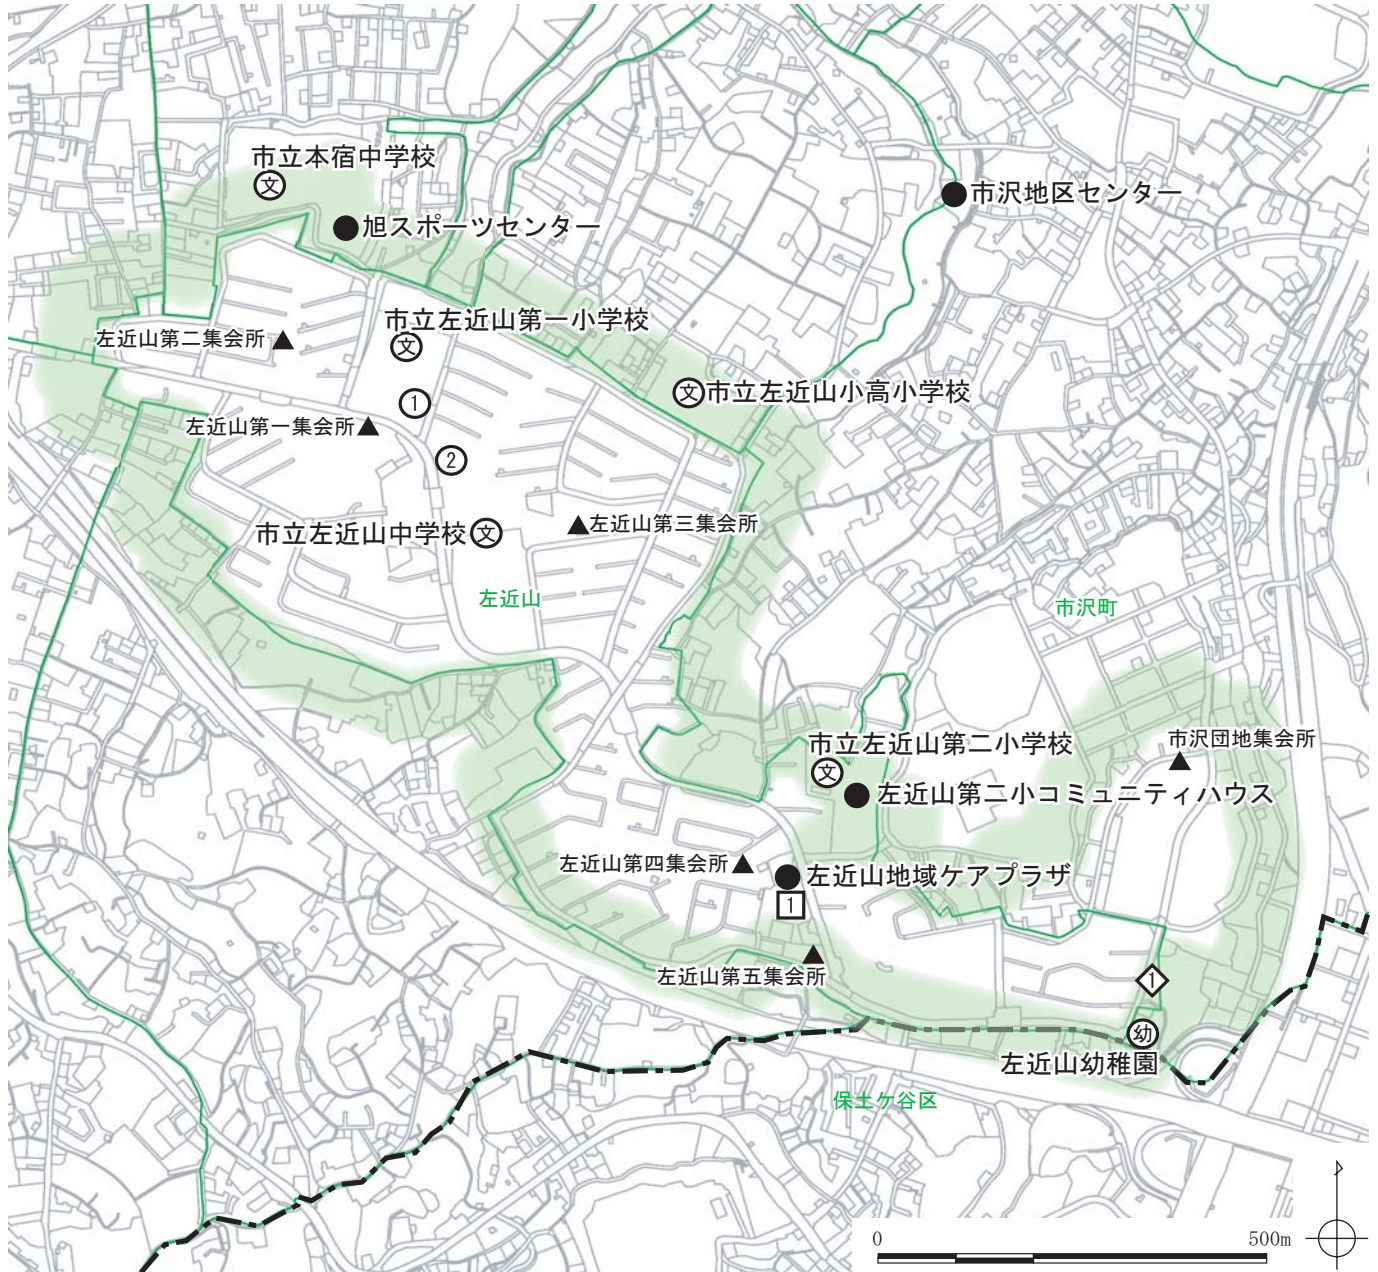 市立本宿中学校
文
市沢地区センター
旭スポーツセンター
市立左近山第一小学校
左近山第二集会所
文
文
市立左近山小高小学校
1
左近山第一集会所
2
左近山第三集会所
市立左近山中学校
文
左近山
市沢町
市立左近山第二小学校
市沢団地集会所
文
左近山第二小コミュニティハウス
左近山第四集会所
左近山地域ケアプラザ
1
左近山第五集会所
1
幼
左近山幼稚園
保土ケ谷区
0
500m